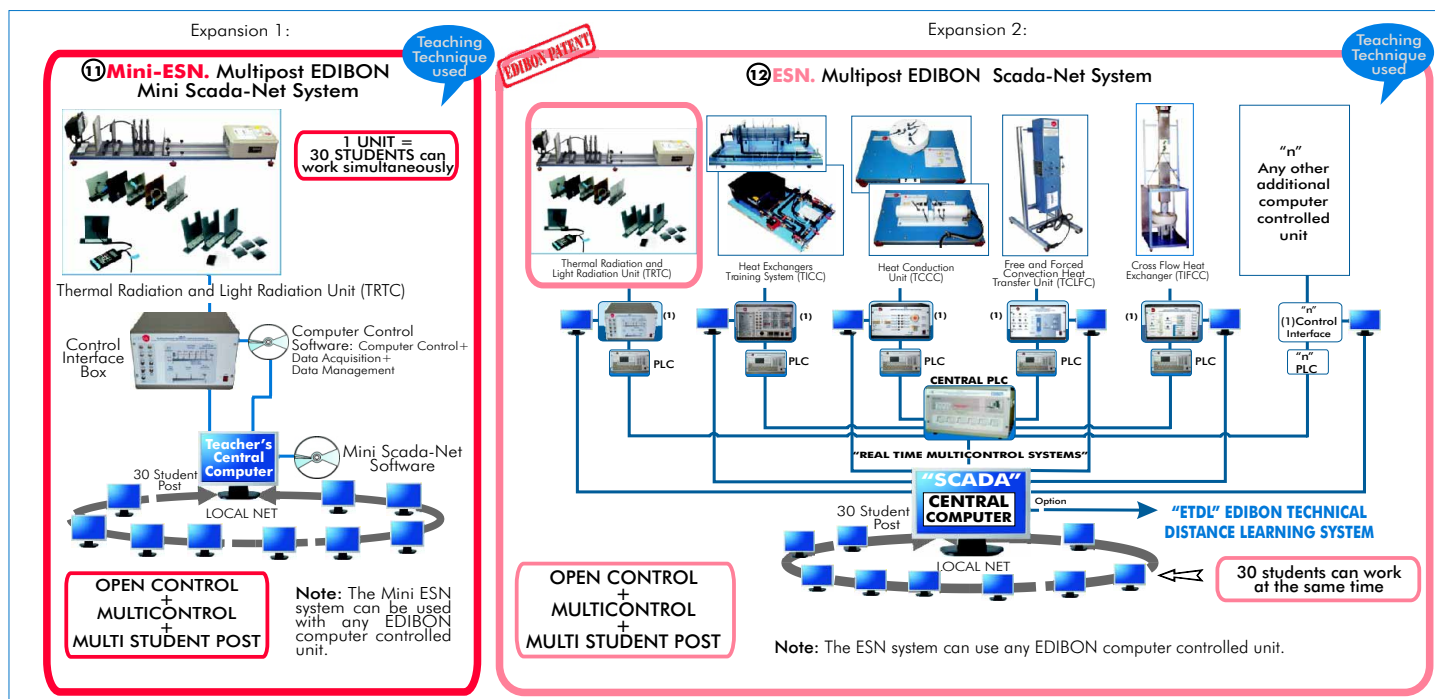 Expansion 1:
Teaching
Technique
used
⑪Mini-ESN. Multipost EDIBON
Mini Scada-Net System
1 UNIT =
30 STUDENTS can
work simultaneously
Thermal Radiation and Light Radiation Unit (TRTC)
Control
Interface
Box
Computer Control
Software: Computer Control+
Data Acquisition+
Data Management
Teacher's
Central
Computer
Mini Scada-Net
Software
30 Student
Post
LOCAL NET
OPEN CONTROL
+
MULTICONTROL
+
MULTI STUDENT POST
Note: The Mini ESN
system can be used
with any EDIBON
computer controlled
unit.
Expansion 2:
EDIBON PATENT
Teaching
Technique
used
⑫ESN. Multipost EDIBON Scada-Net System
Thermal Radiation and
Light Radiation Unit (TRTC)
Heat Exchangers
Training System (TICC)
Heat Conduction
Unit (TCCC)
Free and Forced
Convection Heat
Transfer Unit (TCLFC)
Cross Flow Heat
Exchanger (TIFCC)
"n"
Any other
additional
computer
controlled
unit
(1)
(1)
(1)
(1)
(1)
"n"
(1)Control
Interface
PLC
PLC
PLC
PLC
PLC
"n"
PLC
CENTRAL PLC
"REAL TIME MULTICONTROL SYSTEMS"
"SCADA"
CENTRAL
COMPUTER
Option
"ETDL" EDIBON TECHNICAL
DISTANCE LEARNING SYSTEM
30 Student
Post
LOCAL NET
30 students can work
at the same time
OPEN CONTROL
+
MULTICONTROL
+
MULTI STUDENT POST
Note: The ESN system can use any EDIBON computer controlled unit.